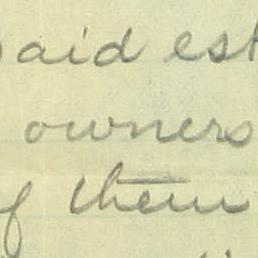 said est
owners
of them